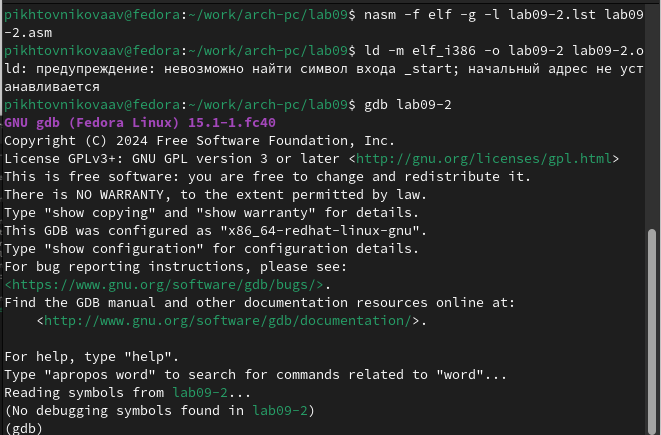 pikhtovnikovaav@fedora:~/work/arch-pc/lab09$ nasm -f elf -g -l lab09-2.lst lab09
-2.asm
pikhtovnikovaav@fedora:~/work/arch-pc/lab09$ ld -m elf_i386 -o lab09-2 lab09-2.o
ld: предупреждение: невозможно найти символ входа _start; начальный адрес не уст
анавливается
pikhtovnikovaav@fedora:~/work/arch-pc/lab09$ gdb lab09-2
GNU gdb (Fedora Linux) 15.1-1.fc40
Copyright (C) 2024 Free Software Foundation, Inc.
License GPLv3+: GNU GPL version 3 or later <http://gnu.org/licenses/gpl.html>
This is free software: you are free to change and redistribute it.
There is NO WARRANTY, to the extent permitted by law.
Type "show copying" and "show warranty" for details.
This GDB was configured as "x86_64-redhat-linux-gnu".
Type "show configuration" for configuration details.
For bug reporting instructions, please see:
<https://www.gnu.org/software/gdb/bugs/>.
Find the GDB manual and other documentation resources online at:
    <http://www.gnu.org/software/gdb/documentation/>.

For help, type "help".
Type "apropos word" to search for commands related to "word"...
Reading symbols from lab09-2...
(No debugging symbols found in lab09-2)
(gdb)